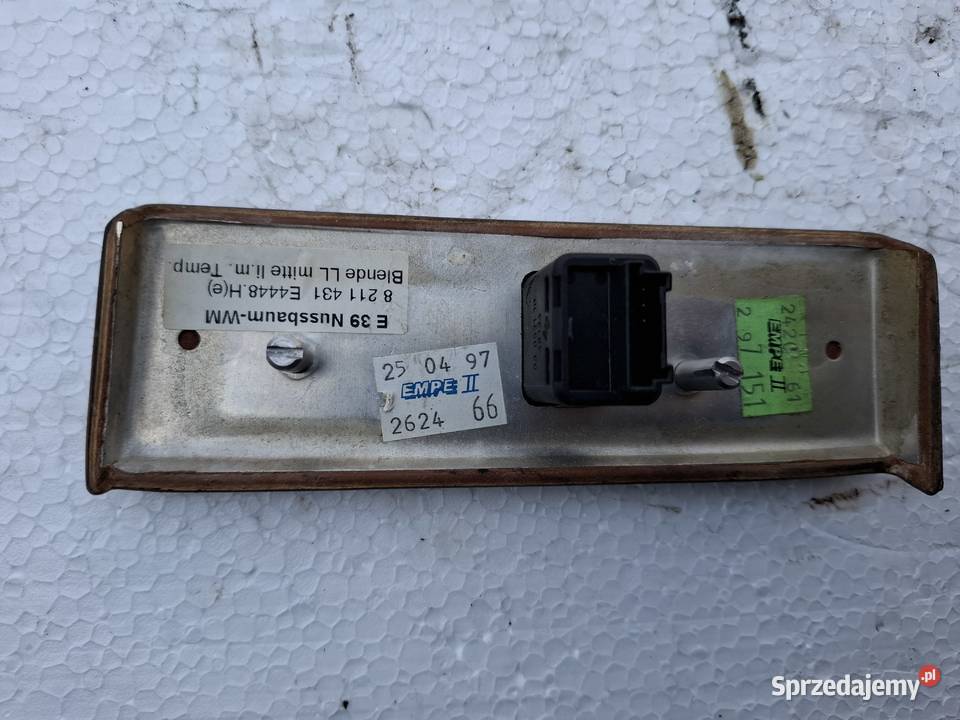 E 39 Nussbaum-WM
8 211 431 E4448.H(e)
Blende LL mitte li.m. Temp
25 04 97
EMPE II
2624 66
EMPE II
2 97 151
Sprzedajemy.pl